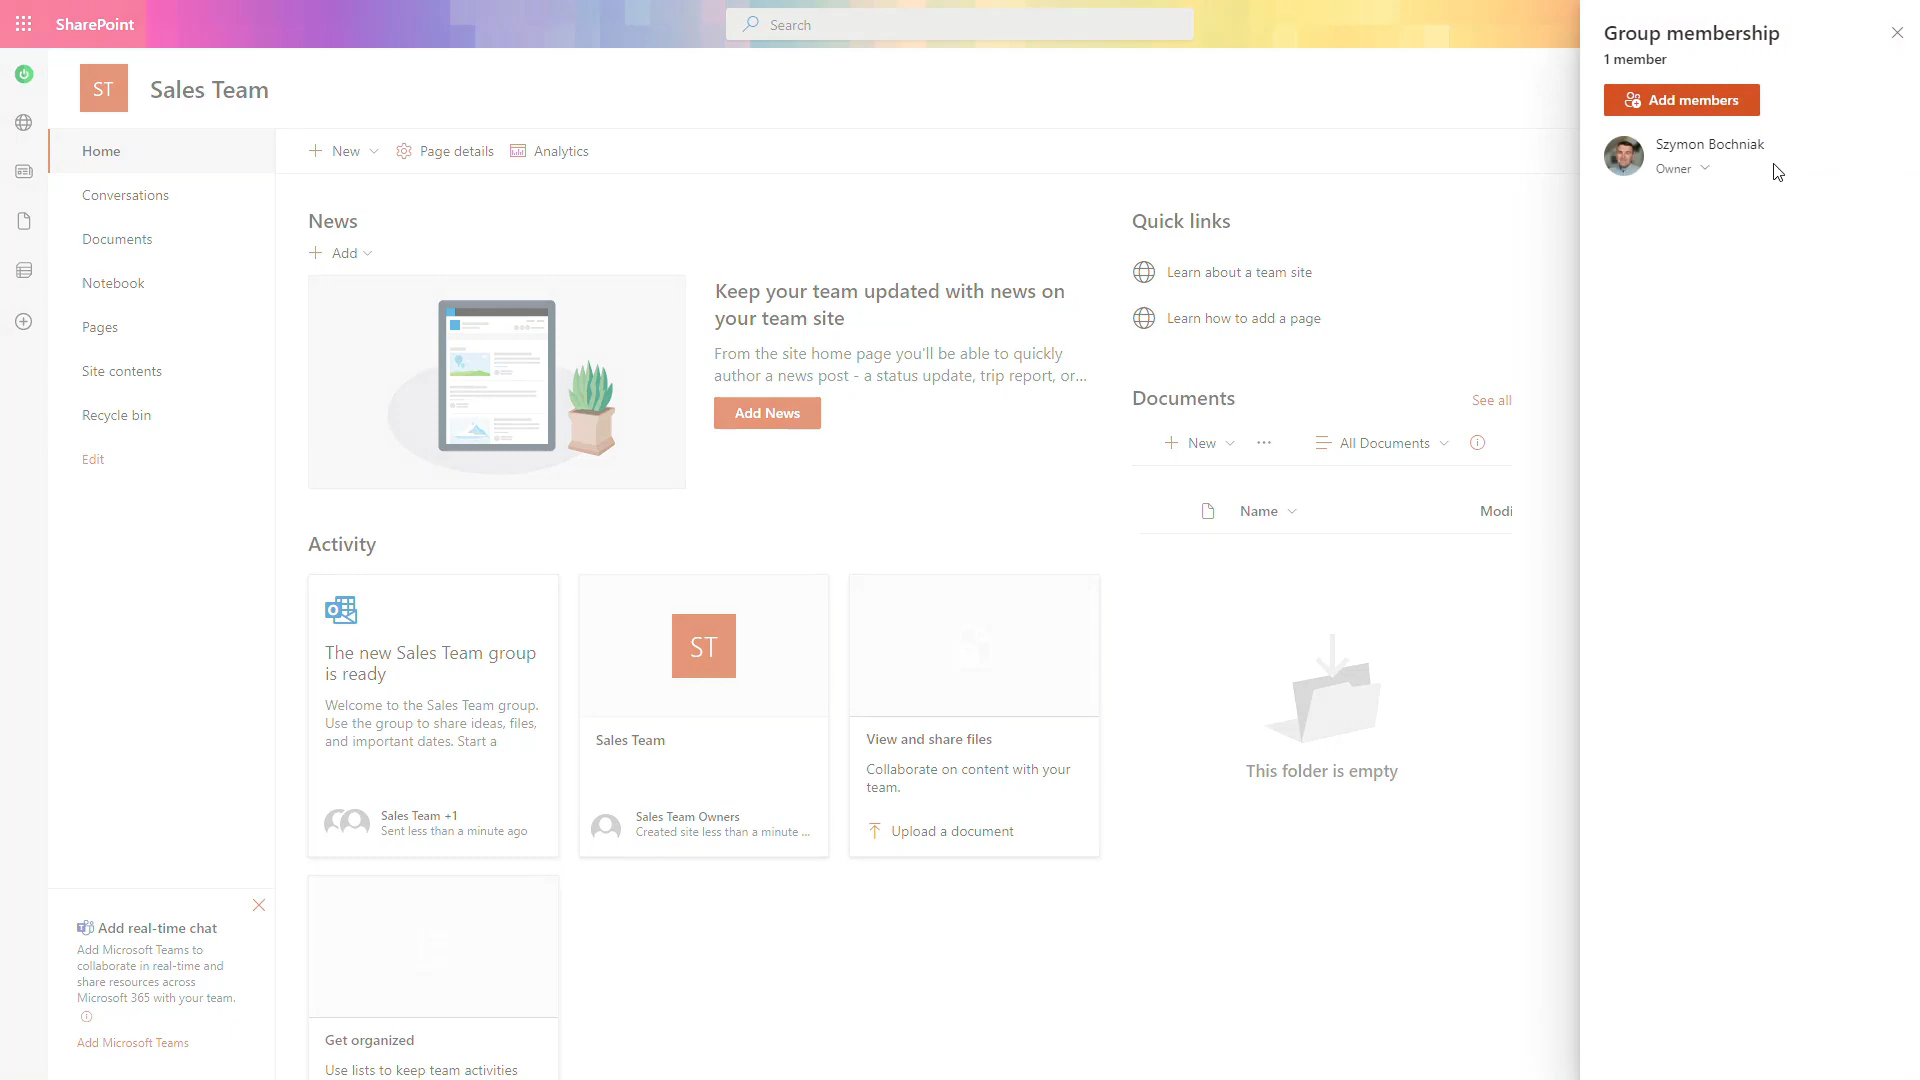 SharePoint
Search
ST
Sales Team
Home
Conversations
Documents
Notebook
Pages
Site contents
Recycle bin
Edit
Add real-time chat
Add Microsoft Teams to
collaborate in real-time and
share resources across
Microsoft 365 with your team.
Add Microsoft Teams
New
Page details
Analytics
News
Add
Keep your team updated with news on
your team site
From the site home page you'll be able to quickly
author a news post - a status update, trip report, or...
Add News
Activity
The new Sales Team group
is ready
Welcome to the Sales Team group.
Use the group to share ideas, files,
and important dates. Start a
Sales Team +1
Sent less than a minute ago
ST
Sales Team
Sales Team Owners
Created site less than a minute ...
View and share files
Collaborate on content with your
team.
Upload a document
Get organized
Use lists to keep team activities
Quick links
Learn about a team site
Learn how to add a page
Documents
See all
New
All Documents
Name
Modi
This folder is empty
Group membership
1 member
Add members
Szymon Bochniak
Owner